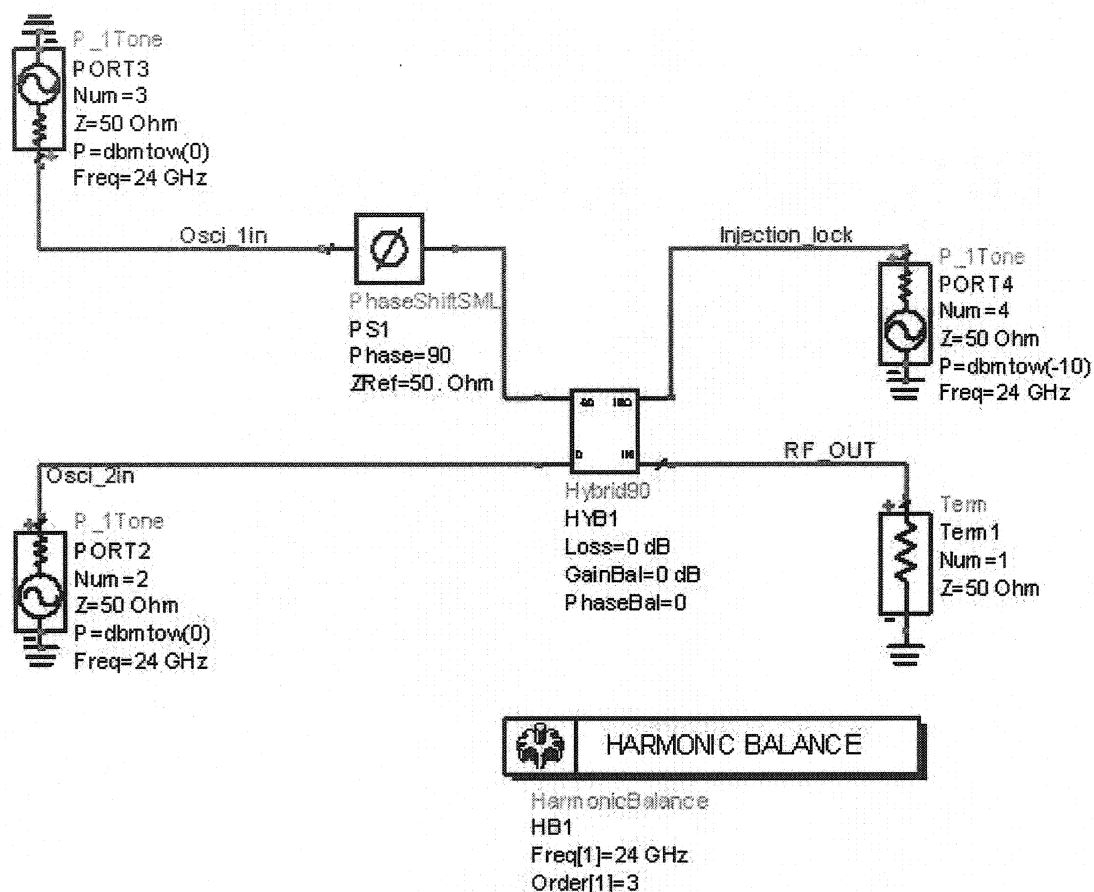 P_1Tone
PORT3
Num=3
Z=50 Ohm
P=dbmtow(0)
Freq=24 GHz
Osci_1in
Injection_lock
PhaseShiftSML
PS1
Phase=90
ZRef=50. Ohm
P_1Tone
PORT4
Num=4
Z=50 Ohm
P=dbmtow(-10)
Freq=24 GHz
IN
RF_OUT
Osci_2in
Hybrid90
HYB1
Loss=0 dB
GainBal=0 dB
PhaseBal=0
P_1Tone
PORT2
Num=2
Z=50 Ohm
P=dbmtow(0)
Freq=24 GHz
Term
Term1
Num=1
Z=50 Ohm
HARMONIC BALANCE
HarmonicBalance
HB1
Freq[1]=24 GHz
Order[1]=3